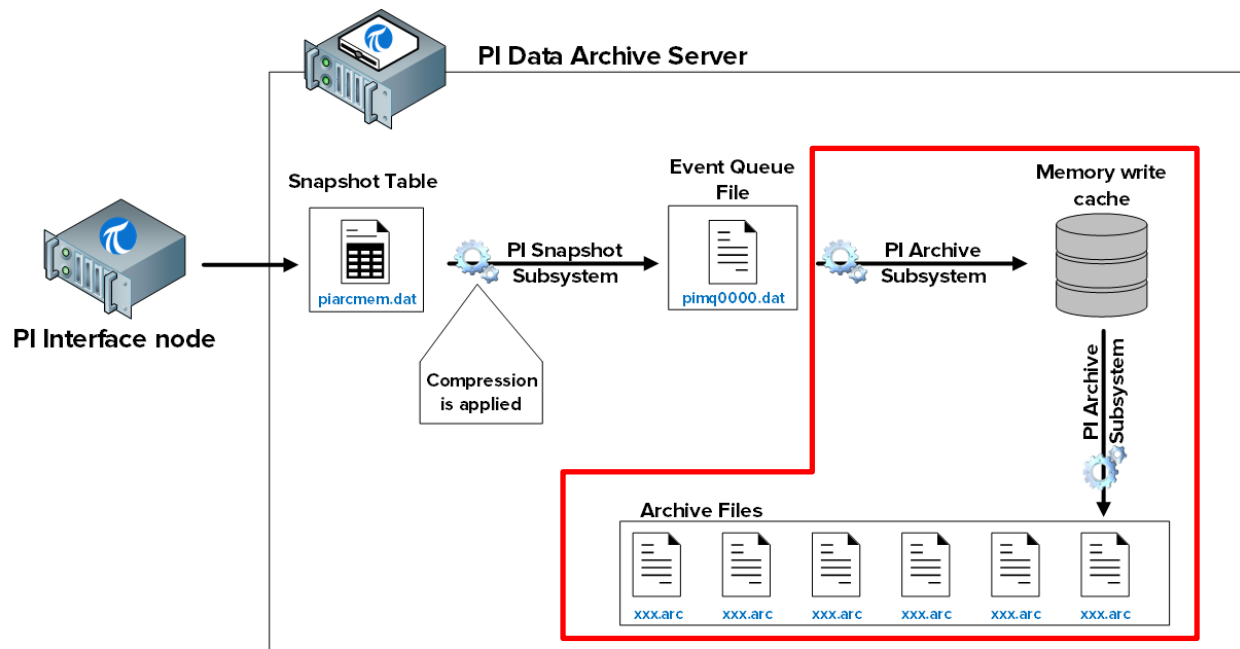 PI Data Archive Server
Snapshot Table
piarcmem.dat
PI Interface node
PI Snapshot
Subsystem
Compression
is applied
Event Queue
File
pimq0000.dat
PI Archive
Subsystem
Memory write
cache
PI Archive
Subsystem
Archive Files
xxx.arc
xxx.arc
xxx.arc
xxx.arc
xxx.arc
xxx.arc